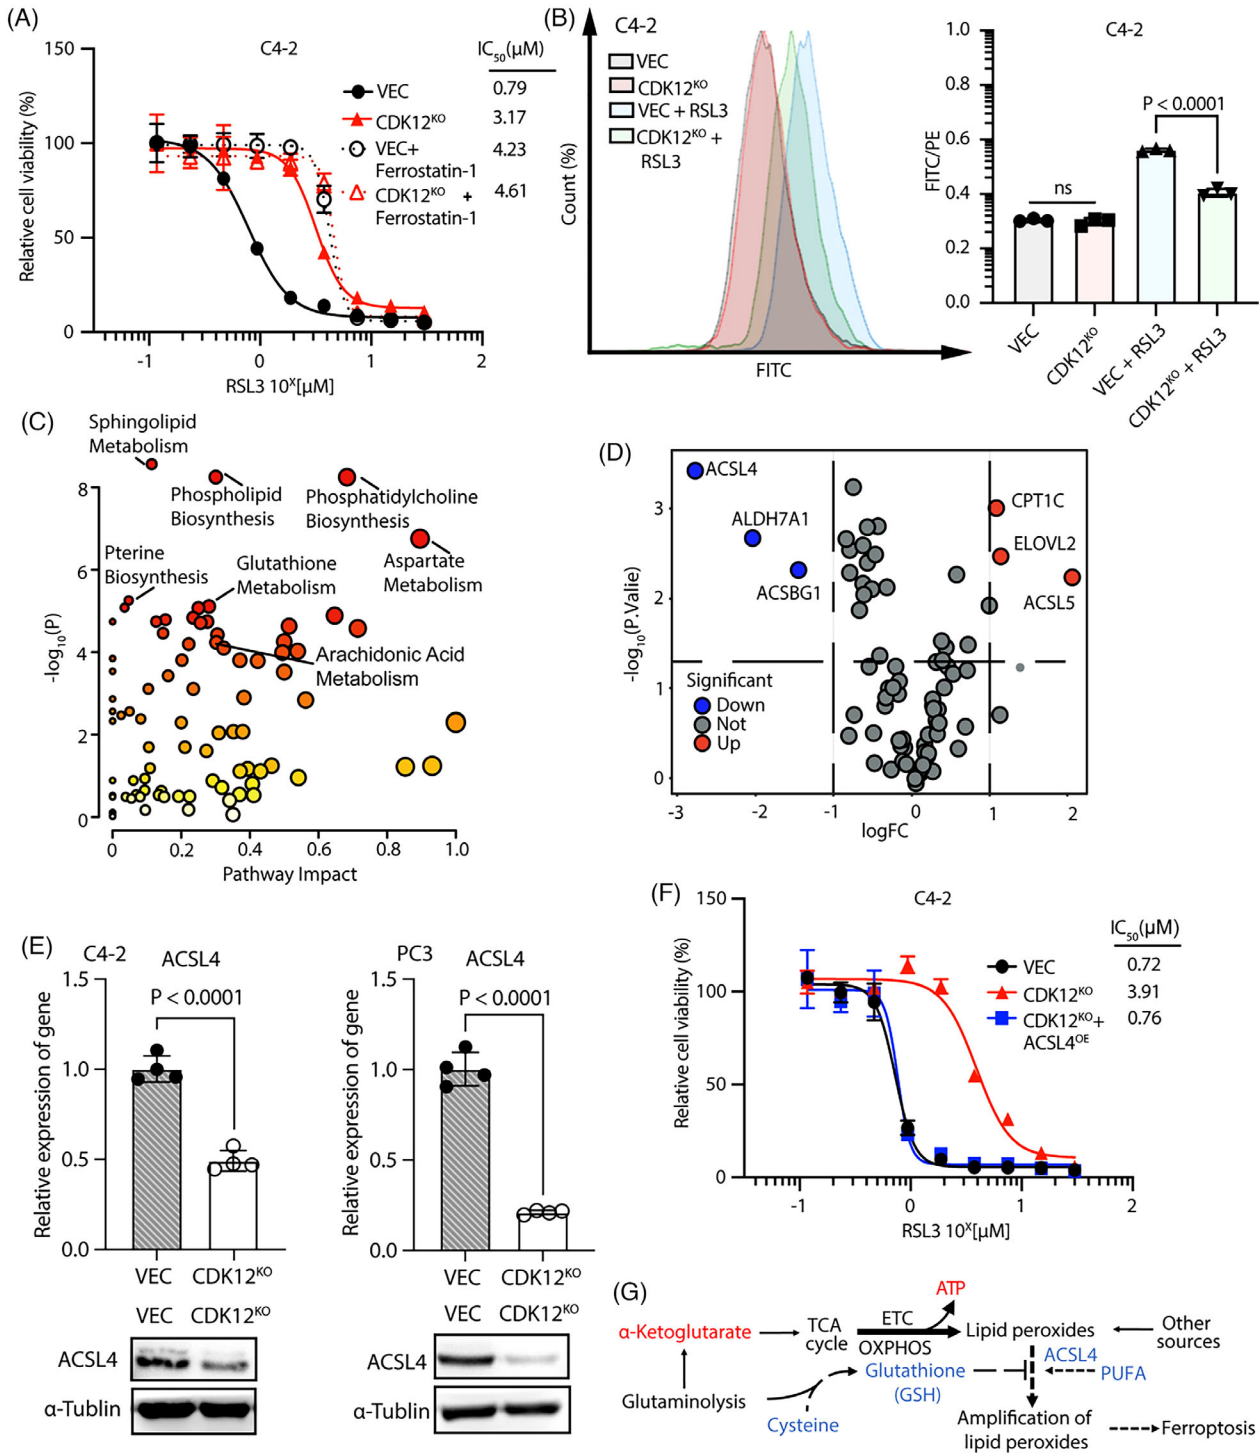 (A)
C4-2
IC50(μM)
VEC
0.79
CDK12KO
3.17
VEC+
Ferrostatin-1
4.23
CDK12KO +
Ferrostatin-1
4.61
Relative cell viability (%)
150
100
50
0
-1
0
1
2
RSL3 10X[μM]
(B)
C4-2
VEC
CDK12KO
VEC + RSL3
CDK12KO +
RSL3
Count (%)
FITC
C4-2
FITC/PE
1.0
0.8
0.6
0.4
0.2
0.0
P < 0.0001
ns
VEC
CDK12KO
VEC + RSL3
CDK12KO + RSL3
(C)
Sphingolipid
Metabolism
Phospholipid
Biosynthesis
Phosphatidylcholine
Biosynthesis
Pterine
Biosynthesis
Glutathione
Metabolism
Aspartate
Metabolism
Arachidonic Acid
Metabolism
-log10(P)
8
6
4
2
0
0
0.2
0.4
0.6
0.8
1.0
Pathway Impact
(D)
ACSL4
ALDH7A1
ACSBG1
CPT1C
ELOVL2
ACSL5
Significant
Down
Not
Up
-log10(P.Valie)
3
2
1
0
-3
-2
-1
0
1
2
logFC
(E)
C4-2
ACSL4
P < 0.0001
Relative expression of gene
1.5
1.0
0.5
0.0
VEC
CDK12KO
VEC
CDK12KO
ACSL4
α-Tublin
PC3
ACSL4
P < 0.0001
Relative expression of gene
1.5
1.0
0.5
0.0
VEC
CDK12KO
VEC
CDK12KO
ACSL4
α-Tublin
(F)
C4-2
IC50(μM)
VEC
0.72
CDK12KO
3.91
CDK12KO+
ACSL4OE
0.76
Relative cell viability (%)
150
100
50
0
-1
0
1
2
RSL3 10X[μM]
(G)
ATP
α-Ketoglutarate
TCA
cycle
ETC
OXPHOS
Lipid peroxides
Other
sources
Glutathione
(GSH)
ACSL4
PUFA
Glutaminolysis
Cysteine
Amplification of
lipid peroxides
Ferroptosis